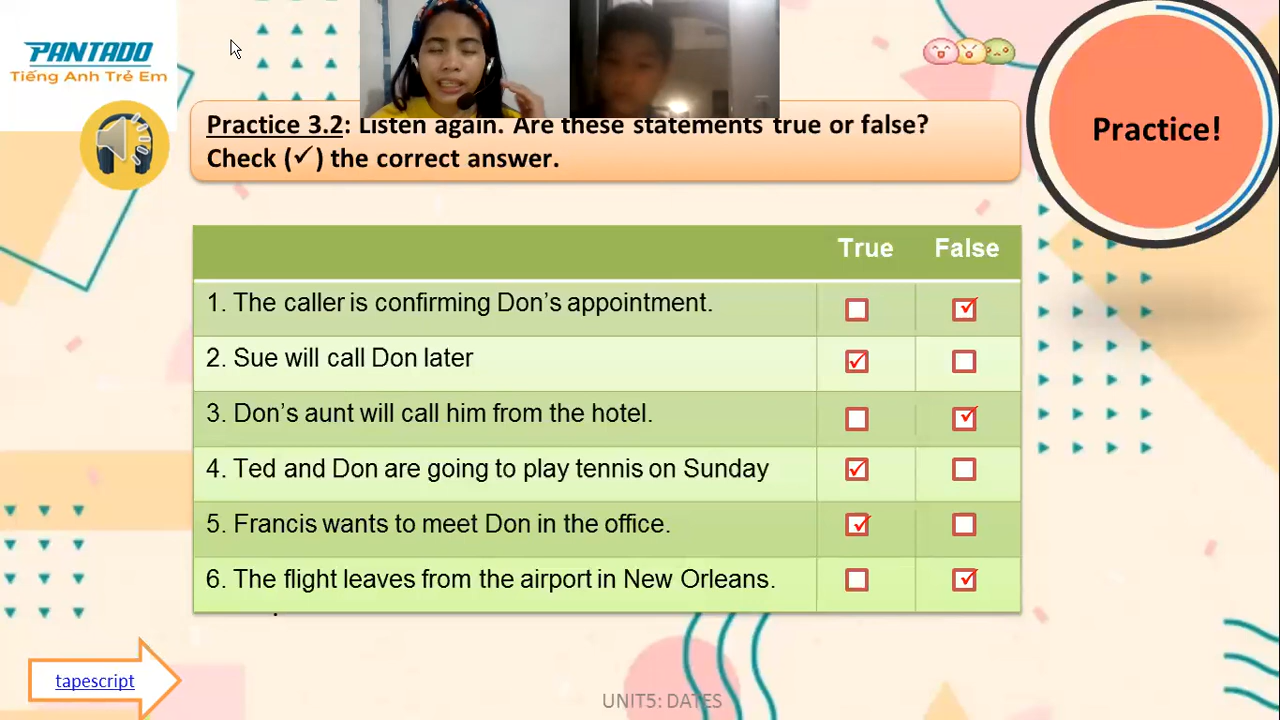 PANTADO
Tiếng Anh Trẻ Em
Practice 3.2: Listen again. Are these statements true or false?
Check (✓) the correct answer.
Practice!
True False
1. The caller is confirming Don's appointment.
2. Sue will call Don later
3. Don's aunt will call him from the hotel.
4. Ted and Don are going to play tennis on Sunday
5. Francis wants to meet Don in the office.
6. The flight leaves from the airport in New Orleans.
tapescript
UNIT5: DATES